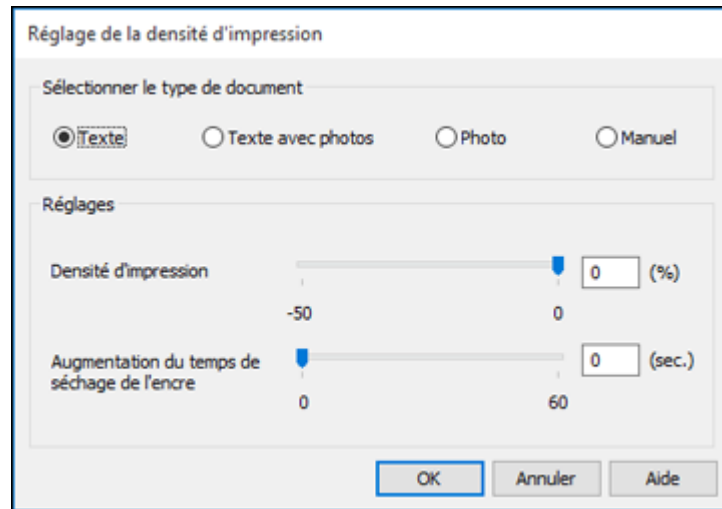 Réglage de la densité d'impression
Sélectionner le type de document
Texte Texte avec photos Photo Manuel
Réglages
Densité d'impression 0 (%)
-50 0
Augmentation du temps de
séchage de l'encre 0 (sec.)
0 60
OK Annuler Aide